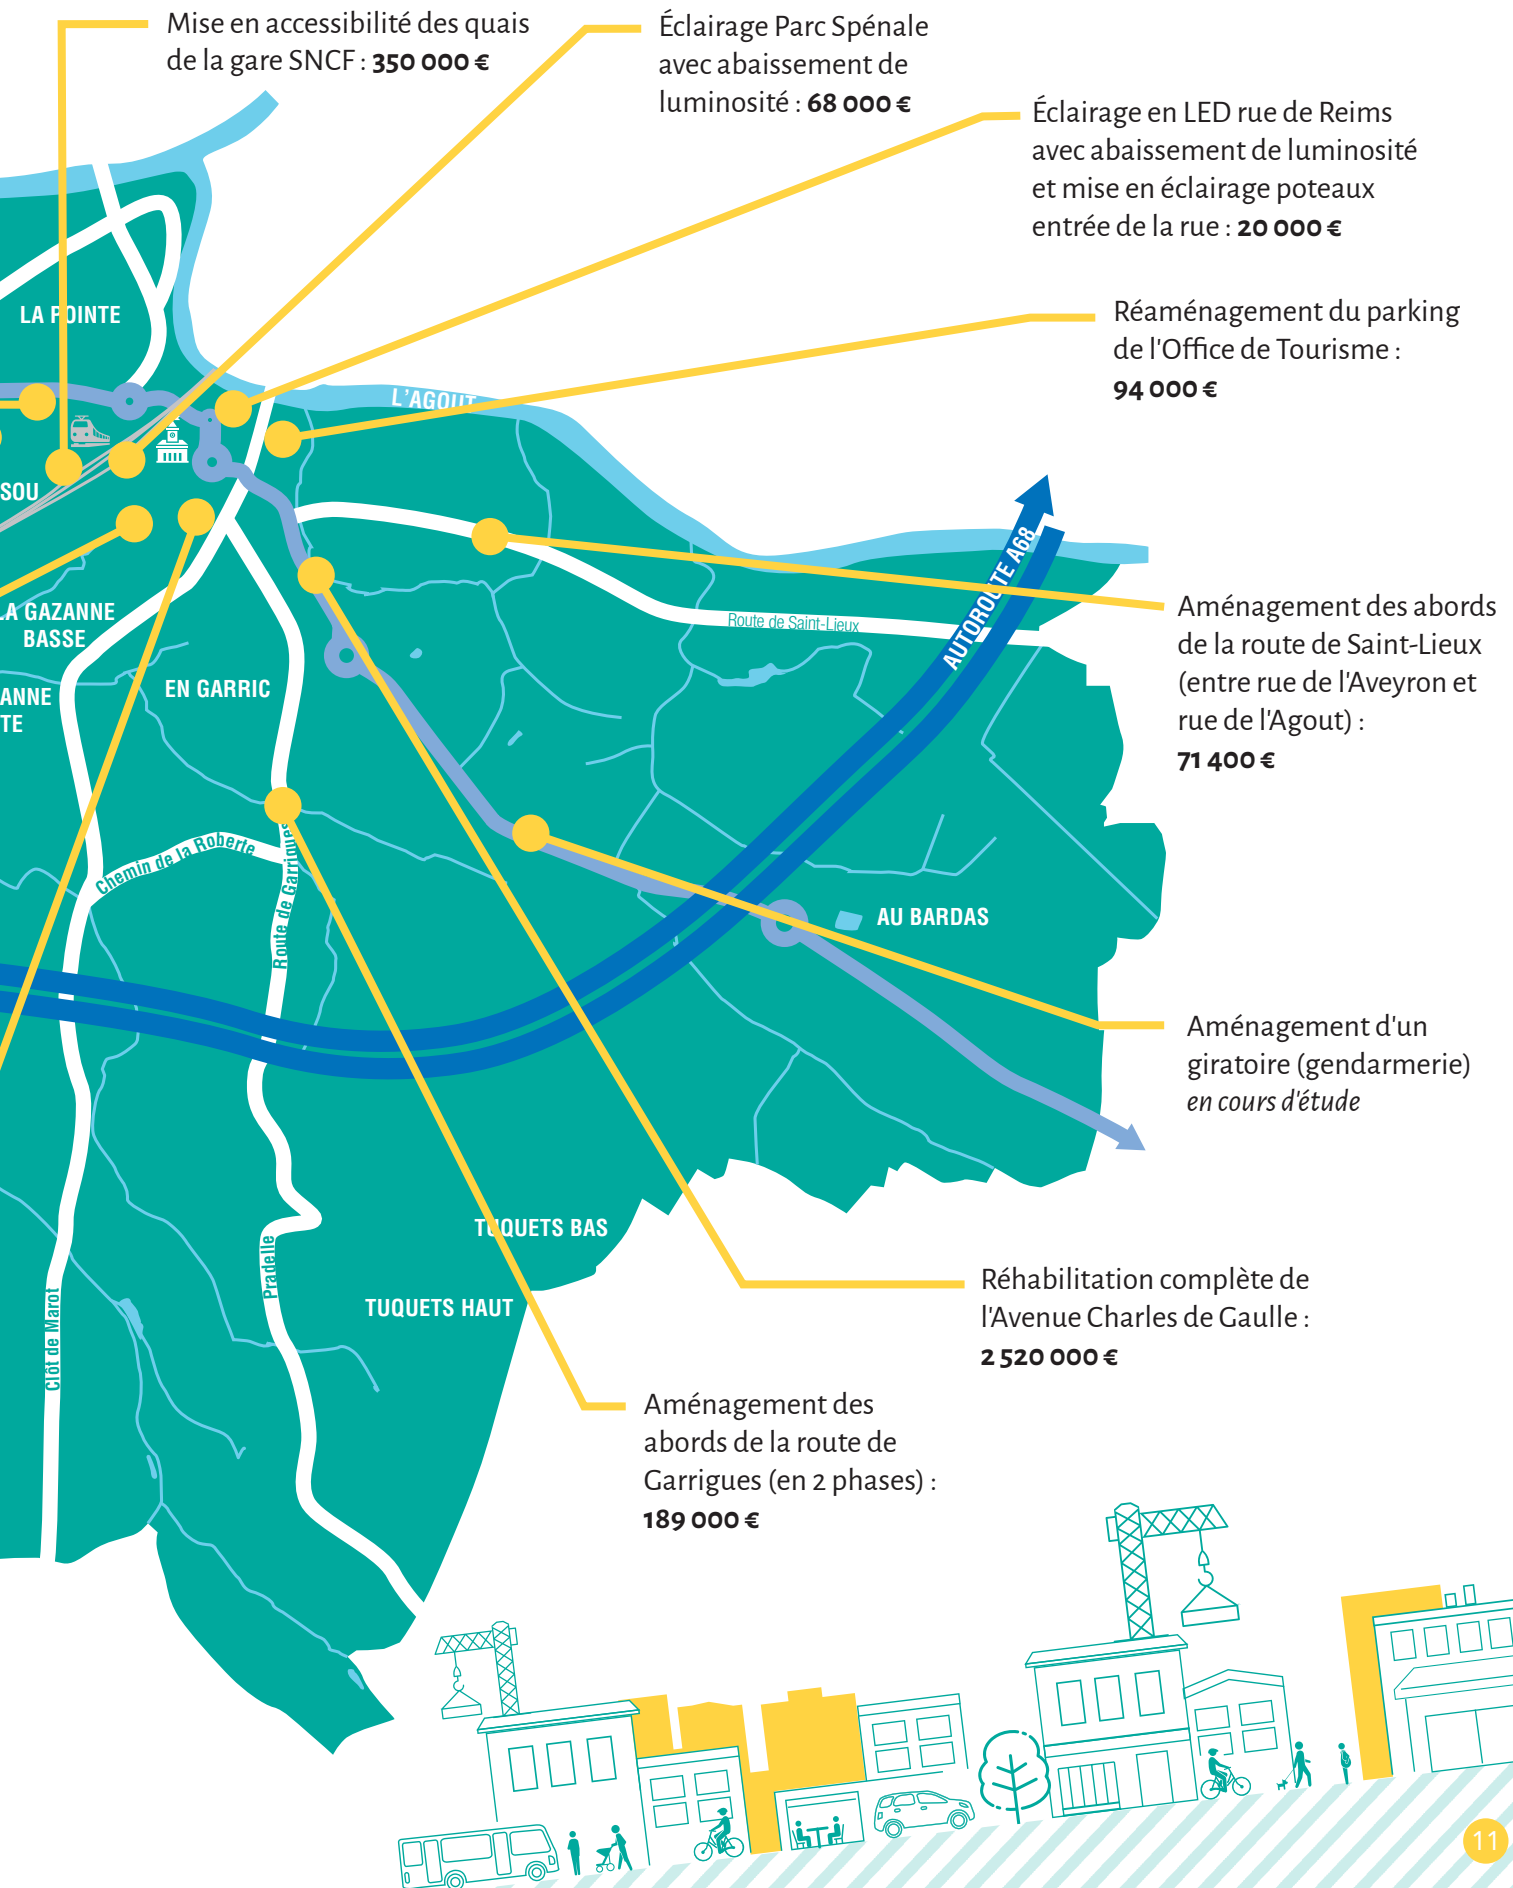 Mise en accessibilité des quais
de la gare SNCF : 350 000 €
Éclairage Parc Spénale
avec abaissement de
luminosité : 68 000 €
Éclairage en LED rue de Reims
avec abaissement de luminosité
et mise en éclairage poteaux
entrée de la rue : 20 000 €
Réaménagement du parking
de l'Office de Tourisme :
94 000 €
LA POINTE
L'AGOUT
SOU
AUTOROUTE A68
Route de Saint-Lieux
Aménagement des abords
de la route de Saint-Lieux
(entre rue de l'Aveyron et
rue de l'Agout) :
71 400 €
LA GAZANNE
BASSE
ANNE
TE
EN GARRIC
Chemin de la Roberte
Route de Garrigues
AU BARDAS
Aménagement d'un
giratoire (gendarmerie)
en cours d'étude
TUQUETS BAS
Pradelle
TUQUETS HAUT
Clôt de Marot
Réhabilitation complète de
l'Avenue Charles de Gaulle :
2 520 000 €
Aménagement des
abords de la route de
Garrigues (en 2 phases) :
189 000 €
11